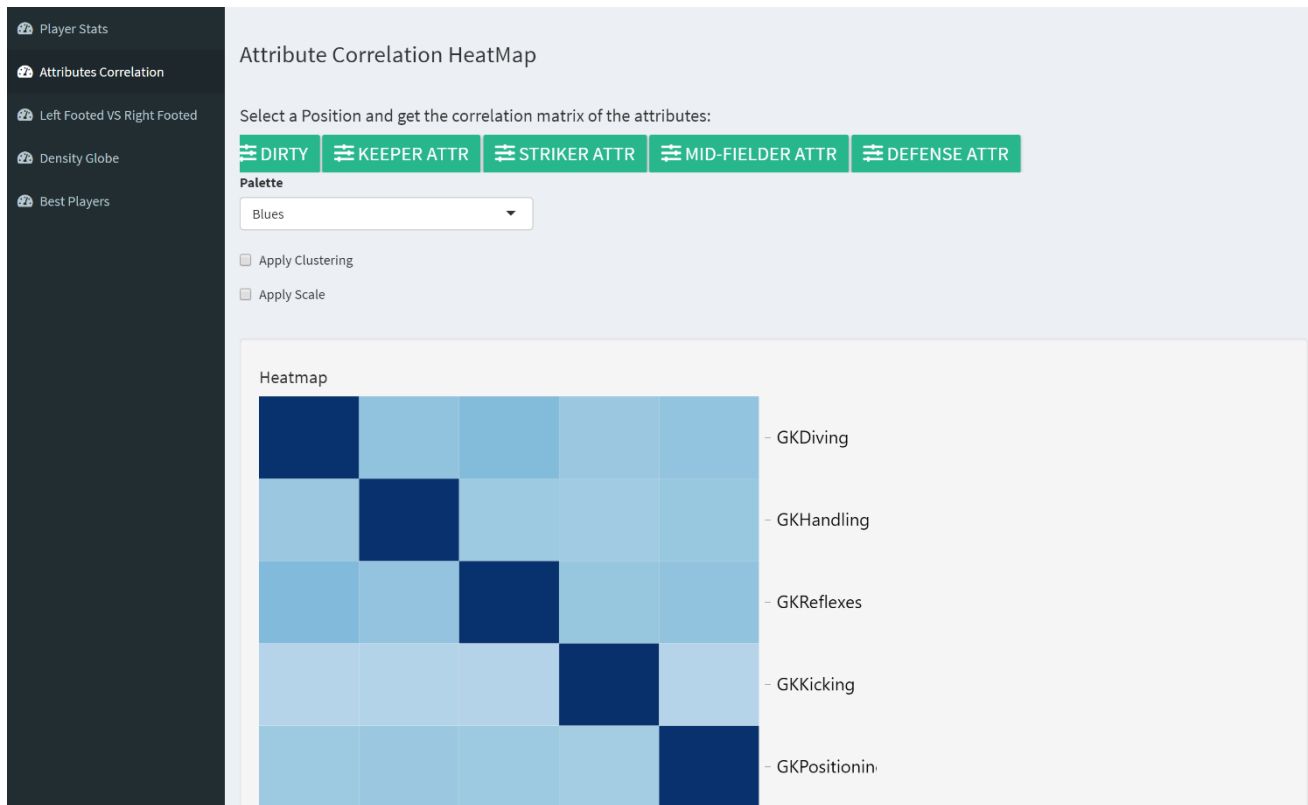 Player Stats
Attributes Correlation
Left Footed VS Right Footed
Density Globe
Best Players
Attribute Correlation HeatMap
Select a Position and get the correlation matrix of the attributes:
DIRTY KEEPER ATTR STRIKER ATTR MID-FIELDER ATTR DEFENSE ATTR
Palette
Blues
Apply Clustering
Apply Scale
Heatmap
GKDiving
GKHandling
GKReflexes
GKKicking
GKPositionin